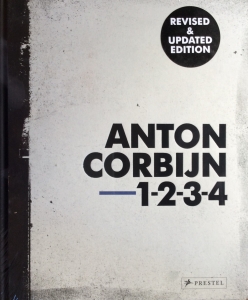 REVISED
&
UPDATED
EDITION
ANTON
CORBIJN
—1-2-3-4
PRESTEL